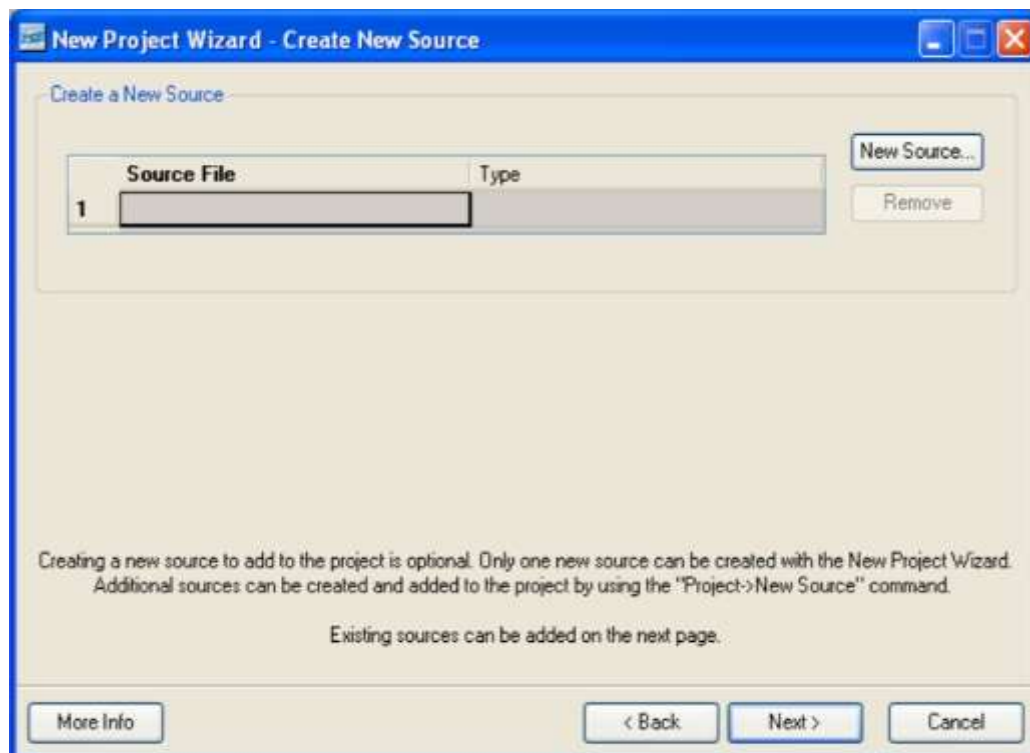 New Project Wizard - Create New Source
Create a New Source
New Source...
Source File Type
Remove
1
Creating a new source to add to the project is optional. Only one new source can be created with the New Project Wizard.
Additional sources can be created and added to the project by using the "Project->New Source" command.
Existing sources can be added on the next page.
More Info < Back Next > Cancel